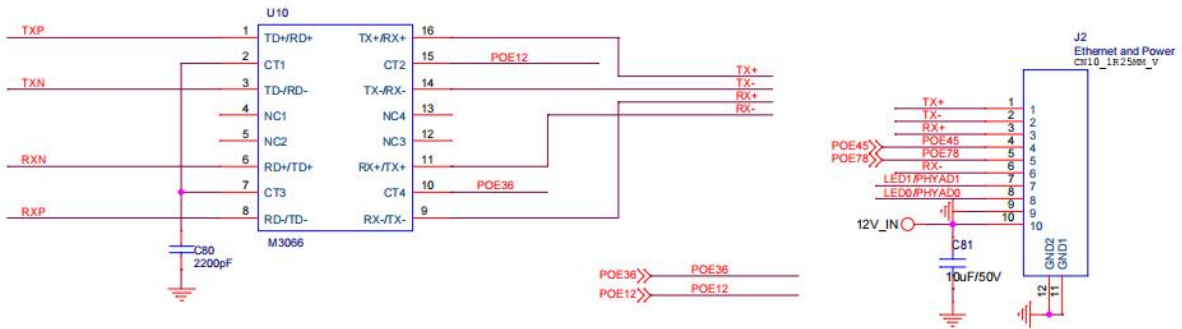 U10
TXP 1 TD+/RD+ TX+/RX+ 16
2 CT1 CT2 15 POE12
TXN 3 TD-/RD- TX-/RX- 14
4 NC1 NC4 13
5 NC2 NC3 12
RXN 6 RD+/TD+ RX+/TX+ 11
7 CT3 CT4 10 POE36
RXP 8 RD-/TD- RX-/TX- 9
M3066
C80
2200pF
TX+
TX-
RX+
RX-
POE36 POE36
POE12 POE12
J2
Ethernet and Power
CN10_1R25MM_V
TX+ 1 1
TX- 2 2
RX+ 3 3
POE45 POE45 4 4
POE78 POE78 5 5
RX- 6 6
LED1/PHYAD1 7 7
LED0/PHYAD0 8 8
9 9
12V_IN 10 10
C81
10uF/50V
GND2 GND1
12 11